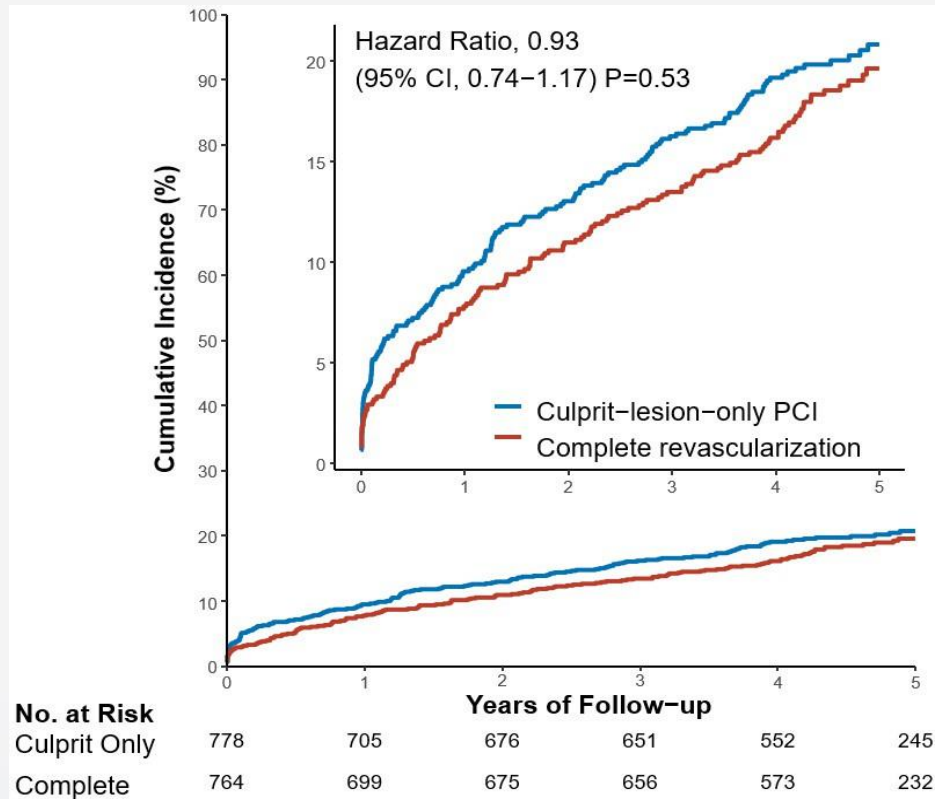 Hazard Ratio, 0.93
(95% CI, 0.74−1.17) P=0.53
20
15
10
5
0
0 1 2 3 4 5
Culprit−lesion−only PCI
Complete revascularization
Cumulative Incidence (%)
100
90
80
70
60
50
40
30
20
10
0
0 1 2 3 4 5
Years of Follow−up
No. at Risk
Culprit Only 778 705 676 651 552 245
Complete 764 699 675 656 573 232